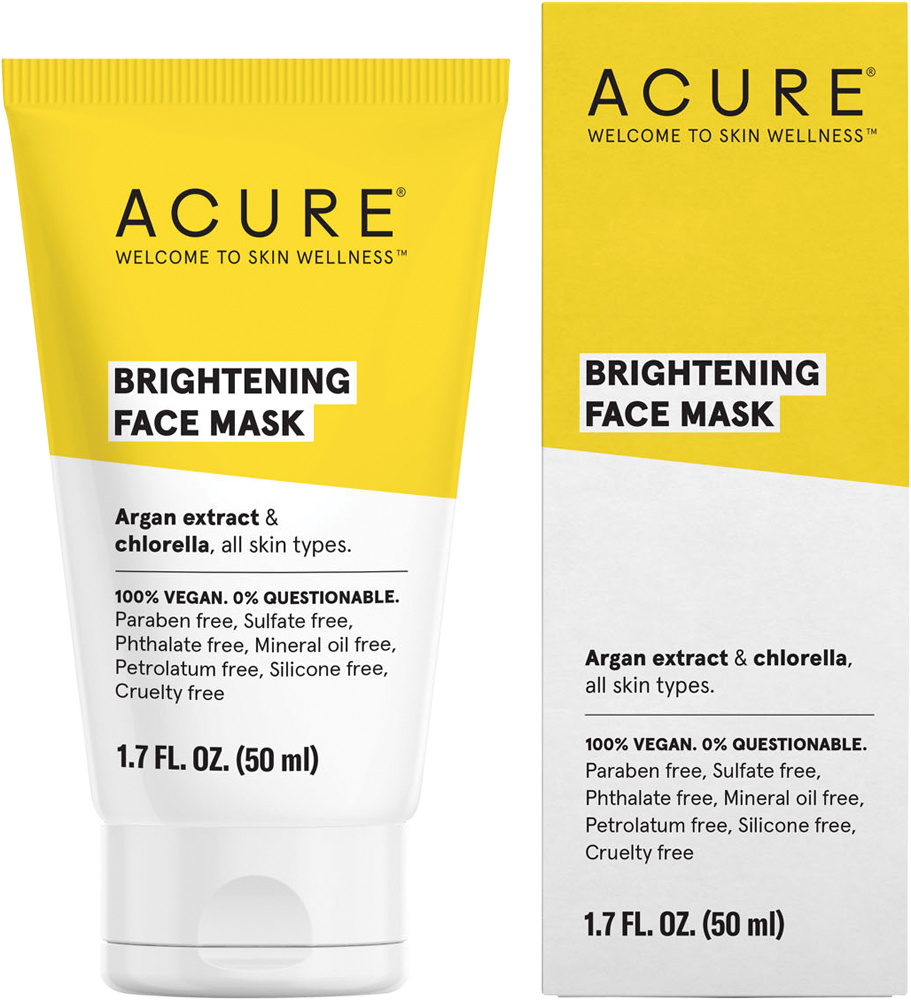 ACURE®
WELCOME TO SKIN WELLNESS™
BRIGHTENING
FACE MASK
Argan extract &
chlorella, all skin types.
100% VEGAN. 0% QUESTIONABLE.
Paraben free, Sulfate free,
Phthalate free, Mineral oil free,
Petrolatum free, Silicone free,
Cruelty free
1.7 FL. OZ. (50 ml)
ACURE®
WELCOME TO SKIN WELLNESS™
BRIGHTENING
FACE MASK
Argan extract & chlorella,
all skin types.
100% VEGAN. 0% QUESTIONABLE.
Paraben free, Sulfate free,
Phthalate free, Mineral oil free,
Petrolatum free, Silicone free,
Cruelty free
1.7 FL. OZ. (50 ml)